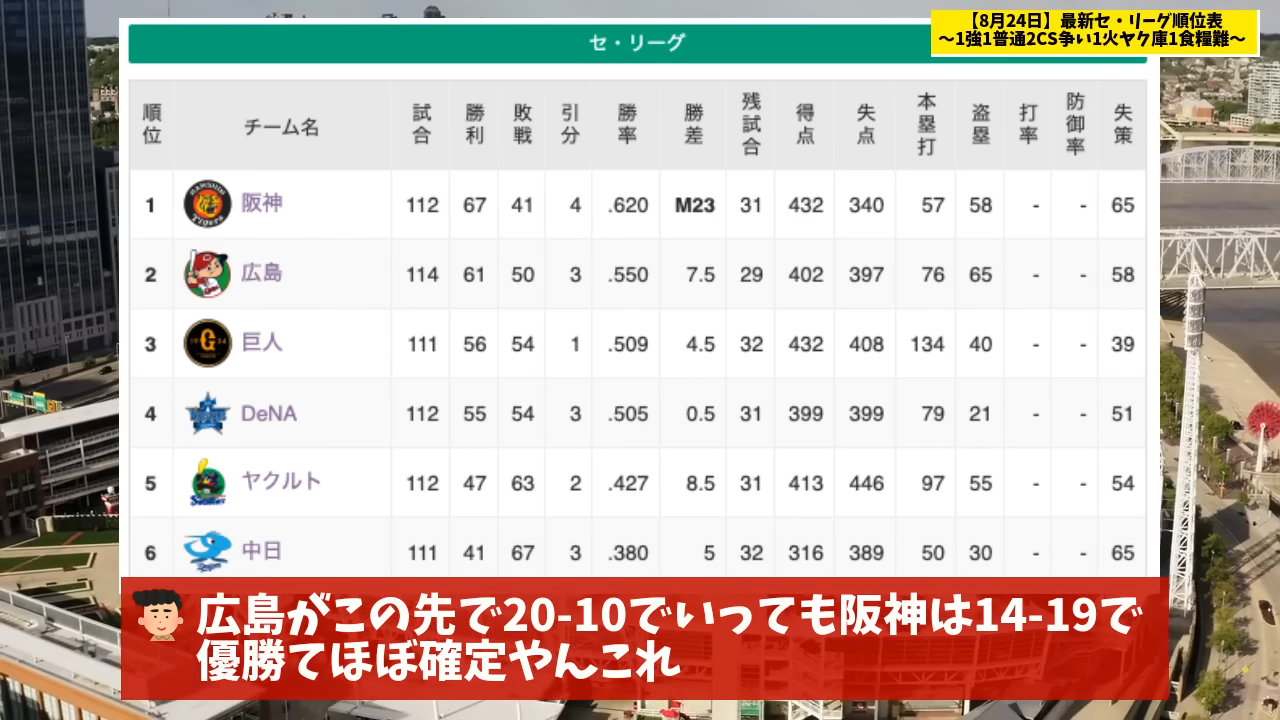 【8月24日】最新セ・リーグ順位表
～1強1普通2CS争い1火ヤク庫1食糧難～
セ・リーグ
順位 チーム名 試合 勝利 敗戦 引分 勝率 勝差 残試合 得点 失点 本塁打 盗塁 打率 防御率 失策
1 阪神 112 67 41 4 .620 M23 31 432 340 57 58 - - 65
2 広島 114 61 50 3 .550 7.5 29 402 397 76 65 - - 58
3 巨人 111 56 54 1 .509 4.5 32 432 408 134 40 - - 39
4 DeNA 112 55 54 3 .505 0.5 31 399 399 79 21 - - 51
5 ヤクルト 112 47 63 2 .427 8.5 31 413 446 97 55 - - 54
6 中日 111 41 67 3 .380 5 32 316 389 50 30 - - 65
広島がこの先で20-10でいっても阪神は14-19で
優勝てほぼ確定やんこれ